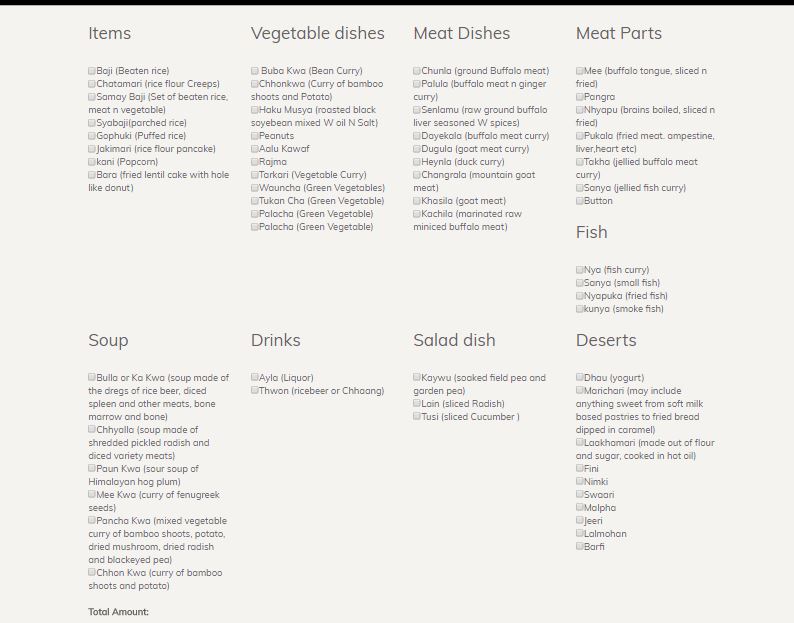 Items
Baji (Beaten rice)
Chatamari (rice flour Creeps)
Samay Baji (Set of beaten rice,
meat n vegetable)
Syabaji(parched rice)
Gophuki (Puffed rice)
Jakimari (rice flour pancake)
kani (Popcorn)
Bara (fried lentil cake with hole
like donut)
Vegetable dishes
Buba Kwa (Bean Curry)
Chhonkwa (Curry of bamboo
shoots and Potato)
Haku Musya (roasted black
soyebean mixed W oil N Salt)
Peanuts
Aalu Kawaf
Rajma
Tarkari (Vegetable Curry)
Wauncha (Green Vegetables)
Tukan Cha (Green Vegetable)
Palacha (Green Vegetable)
Palacha (Green Vegetable)
Meat Dishes
Chunla (ground Buffalo meat)
Palula (buffalo meat n ginger
curry)
Senlamu (raw ground buffalo
liver seasoned W spices)
Dayekala (buffalo meat curry)
Dugula (goat meat curry)
Heynla (duck curry)
Changrala (mountain goat
meat)
Khasila (goat meat)
Kachila (marinated raw
miniced buffalo meat)
Meat Parts
Mee (buffalo tongue, sliced n
fried)
Pangra
Nhyapu (brains boiled, sliced n
fried)
Pukala (fried meat. ampestine,
liver,heart etc)
Takha (jellied buffalo meat
curry)
Sanya (jellied fish curry)
Button
Fish
Nya (fish curry)
Sanya (small fish)
Nyapuka (fried fish)
kunya (smoke fish)
Soup
Bulla or Ka Kwa (soup made of
the dregs of rice beer, diced
spleen and other meats, bone
marrow and bone)
Chhyalla (soup made of
shredded pickled radish and
diced variety meats)
Paun Kwa (sour soup of
Himalayan hog plum)
Mee Kwa (curry of fenugreek
seeds)
Pancha Kwa (mixed vegetable
curry of bamboo shoots, potato,
dried mushroom, dried radish
and blackeyed pea)
Chhon Kwa (curry of bamboo
shoots and potato)
Total Amount:
Drinks
Ayla (Liquor)
Thwon (ricebeer or Chhaang)
Salad dish
Kaywu (soaked field pea and
garden pea)
Lain (sliced Radish)
Tusi (sliced Cucumber )
Deserts
Dhau (yogurt)
Marichari (may include
anything sweet from soft milk
based pastries to fried bread
dipped in caramel)
Laakhamari (made out of flour
and sugar, cooked in hot oil)
Fini
Nimki
Swaari
Malpha
Jeeri
Lalmohan
Barfi